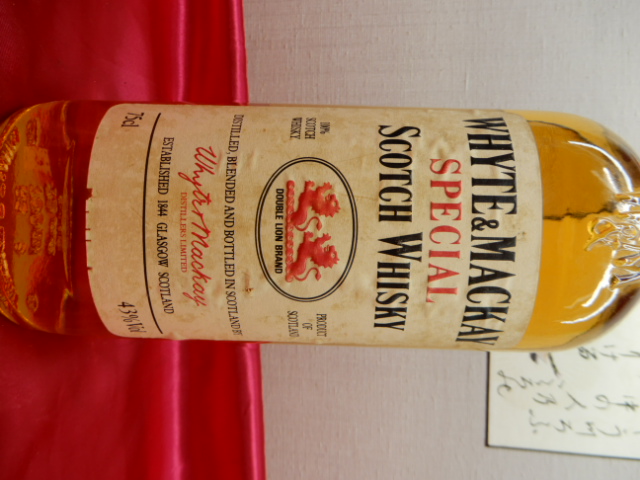 WHYTE & MACKAY
SPECIAL
SCOTCH WHISKY
100%
SCOTCH
WHISKY
DOUBLE LION BRAND
PRODUCT
OF
SCOTLAND
DISTILLED, BLENDED AND BOTTLED IN SCOTLAND BY
Whyte & Mackay
DISTILLERS LIMITED
ESTABLISHED 1844 GLASGOW SCOTLAND
75cl
43%Vol